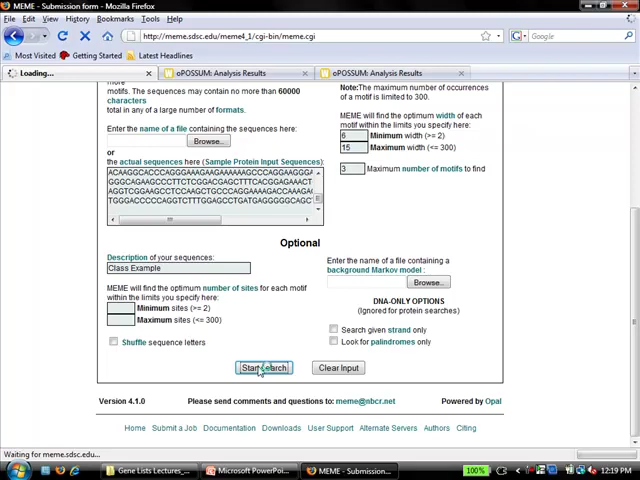 MEME - Submission form - Mozilla Firefox
File Edit View History Bookmarks Tools Help
http://meme.sdsc.edu/meme4_1/cgi-bin/meme.cgi
Google
Most Visited Getting Started Latest Headlines
Loading... oPOSSUM: Analysis Results oPOSSUM: Analysis Results
more
motifs. The sequences may contain no more than 60000
characters
total in any of a large number of formats.
Enter the name of a file containing the sequences here:
Browse...
or
the actual sequences here (Sample Protein Input Sequences):
ACAAGGCACCCAGGGAAAGAAGAAAAAGCCCAGGAAGGGA
GGGCAGAAGCCCTTCTCGGACGAGCTTTCACGGAGAAACT
AGGTCGGAAGCCTCCAAGCTGCCCAGGAAAAGACCAAAGA
TGGGACCCCCAGGTCTTTGGAGCCTGATGAGGGGGCAGCT
Note:The maximum number of occurrences
of a motif is limited to 300.
MEME will find the optimum width of each
motif within the limits you specify here:
6 Minimum width (>= 2)
15 Maximum width (<= 300)
3 Maximum number of motifs to find
Optional
Description of your sequences:
Class Example
MEME will find the optimum number of sites for each motif
within the limits you specify here:
Minimum sites (>= 2)
Maximum sites (<= 300)
Shuffle sequence letters
Enter the name of a file containing a
background Markov model :
Browse...
DNA-ONLY OPTIONS
(Ignored for protein searches)
Search given strand only
Look for palindromes only
Start search Clear Input
Version 4.1.0 Please send comments and questions to: meme@nbcr.net Powered by Opal
Home Submit a Job Documentation Downloads User Support Alternate Servers Authors Citing
Waiting for meme.sdsc.edu...
Gene Lists Lectures_... Microsoft PowerPo... MEME - Submission... 100% 12:19 PM